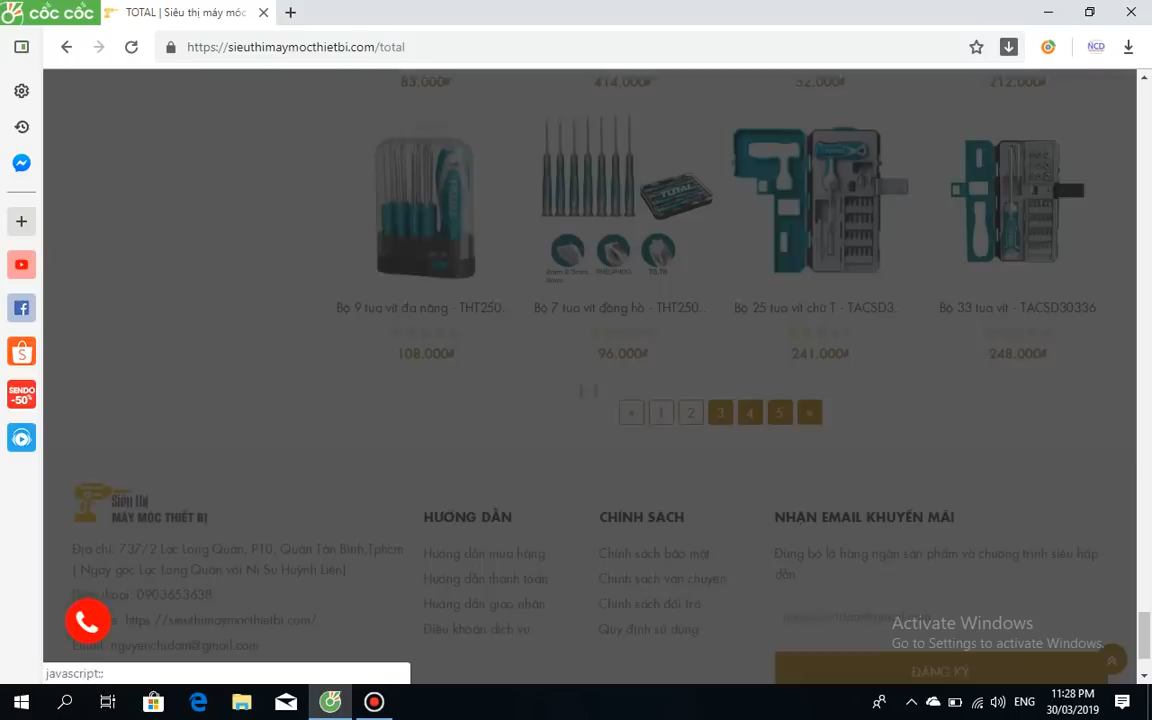 cốc cốc
TOTAL | Siêu thị máy móc
https://sieuthimaymocthietbi.com/total
NCD
83.000₫ 414.000₫ 52.000₫ 212.000₫
TOTAL
Bộ 9 tua vít đa năng - THT250.
Bộ 7 tua vít đồng hồ - THT250..
Bộ 25 tua vít chữ T - TACSD3.
Bộ 33 tua vít - TACSD30336
108.000₫ 96.000₫ 241.000₫ 248.000₫
« 1 2 3 4 5 »
SENDO
-50%
Siêu thị
MÁY MÓC THIẾT BỊ
Địa chỉ: 737/2 Lạc Long Quân, P10, Quận Tân Bình,Tphcm
( Ngay góc Lạc Long Quân với Ni Sư Huỳnh Liên)
thoại: 0903653638
https://sieuthimaymocthietbi.com/
Email: nguyenchidam@gmail.com
HƯỚNG DẪN
Hướng dẫn mua hàng
Hướng dẫn thanh toán
Hướng dẫn giao nhận
Điều khoản dịch vụ
CHÍNH SÁCH
Chính sách bảo mật
Chính sách vận chuyển
Chính sách đổi trả
Quy định sử dụng
NHẬN EMAIL KHUYẾN MÃI
Đừng bỏ lỡ hàng ngàn sản phẩm và chương trình siêu hấp
dẫn
Activate Windows
Go to Settings to activate Windows.
ĐĂNG KÝ
javascript:;
ENG
11:28 PM
30/03/2019